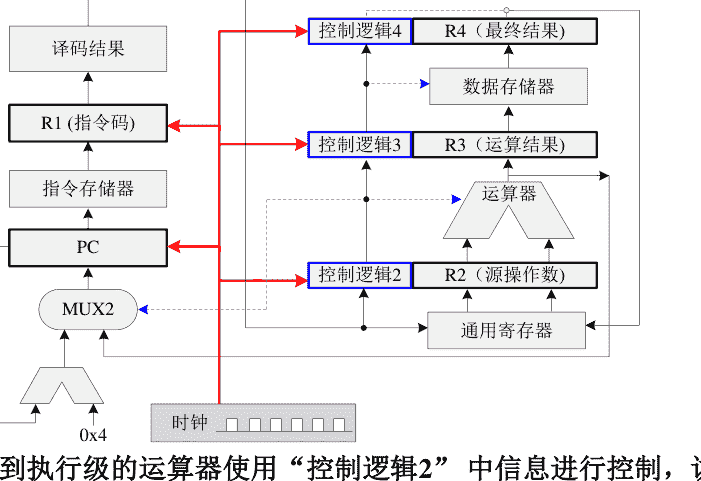 控制逻辑4
R4（最终结果）
译码结果
数据存储器
R1 (指令码)
控制逻辑3
R3（运算结果）
指令存储器
运算器
PC
控制逻辑2
R2（源操作数）
MUX2
通用寄存器
时钟
0x4
到执行级的运算器使用“控制逻辑2” 中信息进行控制，